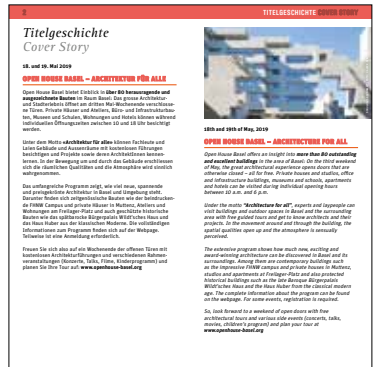 2
TITELGESCHICHTE COVER STORY
Titelgeschichte
Cover Story
18. und 19. Mai 2019
OPEN HOUSE BASEL – ARCHITEKTUR FÜR ALLE
Open House Basel bietet Einblick in über 80 herausragende und
ausgezeichnete Bauten im Raum Basel: Das grosse Architektur-
und Stadterlebnis öffnet am dritten Mai-Wochenende verschlosse-
ne Türen. Private Häuser und Ateliers, Büro- und Infrastrukturbau-
ten, Museen und Schulen, Wohnungen und Hotels können während
individuellen Öffnungszeiten zwischen 10 und 18 Uhr besichtigt
werden.
Unter dem Motto «Architektur für alle» können Fachleute und
Laien Gebäude und Aussenräume mit kostenlosen Führungen
besichtigen und Projekte sowie deren ArchitektInnen kennen-
lernen. In der Bewegung um und durch das Gebäude erschliessen
sich die räumlichen Qualitäten und die Atmosphäre wird sinnlich
wahrgenommen.
Das umfangreiche Programm zeigt, wie viel neue, spannende
und preisgekrönte Architektur in Basel und Umgebung steht.
Darunter finden sich zeitgenössische Bauten wie der beindrucken-
de FHNW Campus und private Häuser in Muttenz, Ateliers und
Wohnungen am Freilager-Platz und auch geschützte historische
Bauten wie das spätbarocke Bürgerpalais Wildt'sches Haus und
das Haus Huber der klassischen Moderne. Die vollständigen
Informationen zum Programm finden sich auf der Webpage.
Teilweise ist eine Anmeldung erforderlich.
Freuen Sie sich also auf ein Wochenende der offenen Türen mit
kostenlosen Architekturführungen und verschiedenen Rahmen-
veranstaltungen (Konzerte, Talks, Filme, Kinderprogramm) und
planen Sie Ihre Tour auf: www.openhouse-basel.org
18th and 19th of May, 2019
OPEN HOUSE BASEL – ARCHITECTURE FOR ALL
Open House Basel offers an insight into more than 80 outstanding
and excellent buildings in the area of Basel: On the third weekend
of May, the great architectural experience opens doors that are
otherwise closed – all for free. Private houses and studios, office
and infrastructure buildings, museums and schools, apartments
and hotels can be visited during individual opening hours
between 10 a.m. and 6 p.m.
Under the motto "Architecture for all", experts and laypeople can
visit buildings and outdoor spaces in Basel and the surrounding
area with free guided tours and get to know architects and their
projects. In the movement around and through the building, the
spatial qualities open up and the atmosphere is sensually
perceived.
The extensive program shows how much new, exciting and
award-winning architecture can be discovered in Basel and its
surroundings. Among them are contemporary buildings such
as the impressive FHNW campus and private houses in Muttenz,
studios and apartments at Freilager-Platz and also protected
historical buildings such as the late Baroque Bürgerpalais
Wildt'sches Haus and the Haus Huber from the classical modern
age. The complete information about the program can be found
on the webpage. For some events, registration is required.
So, look forward to a weekend of open doors with free
architectural tours and various side events (concerts, talks,
movies, children's program) and plan your tour at
www.openhouse-basel.org